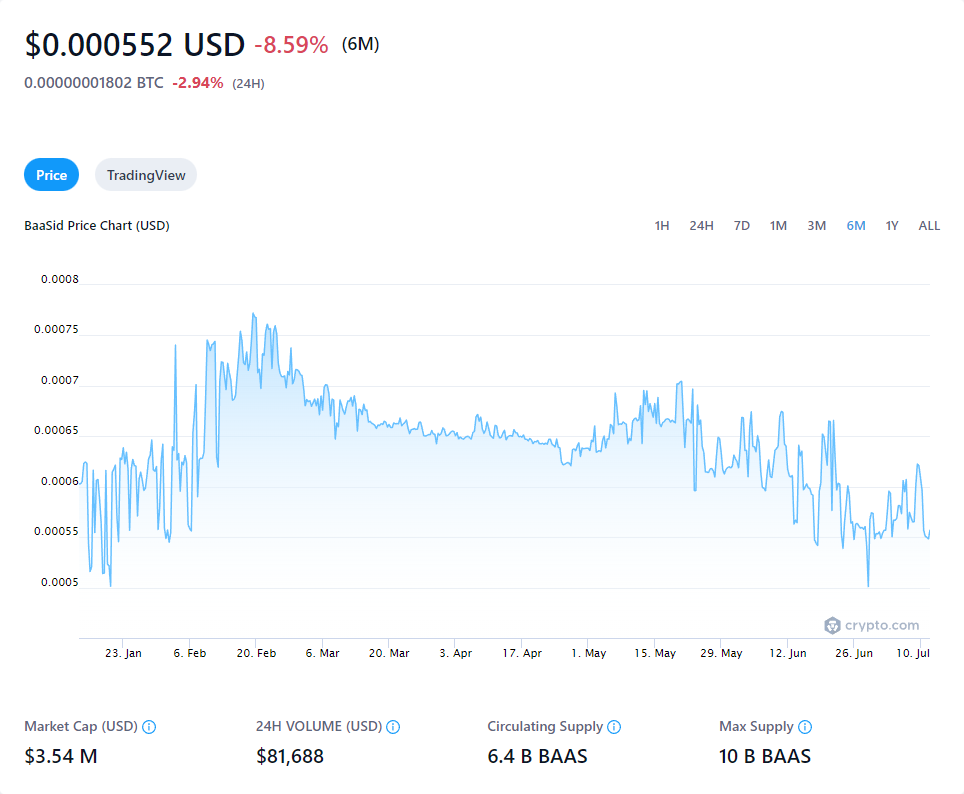 $0.000552 USD -8.59% (6M)
0.00000001802 BTC -2.94% (24H)
Price TradingView
BaaSid Price Chart (USD) 1H 24H 7D 1M 3M 6M 1Y ALL
0.0008
0.00075
0.0007
0.00065
0.0006
0.00055
0.0005
crypto.com
23. Jan 6. Feb 20. Feb 6. Mar 20. Mar 3. Apr 17. Apr 1. May 15. May 29. May 12. Jun 26. Jun 10. Jul
Market Cap (USD) 24H VOLUME (USD) Circulating Supply Max Supply
$3.54 M $81,688 6.4 B BAAS 10 B BAAS